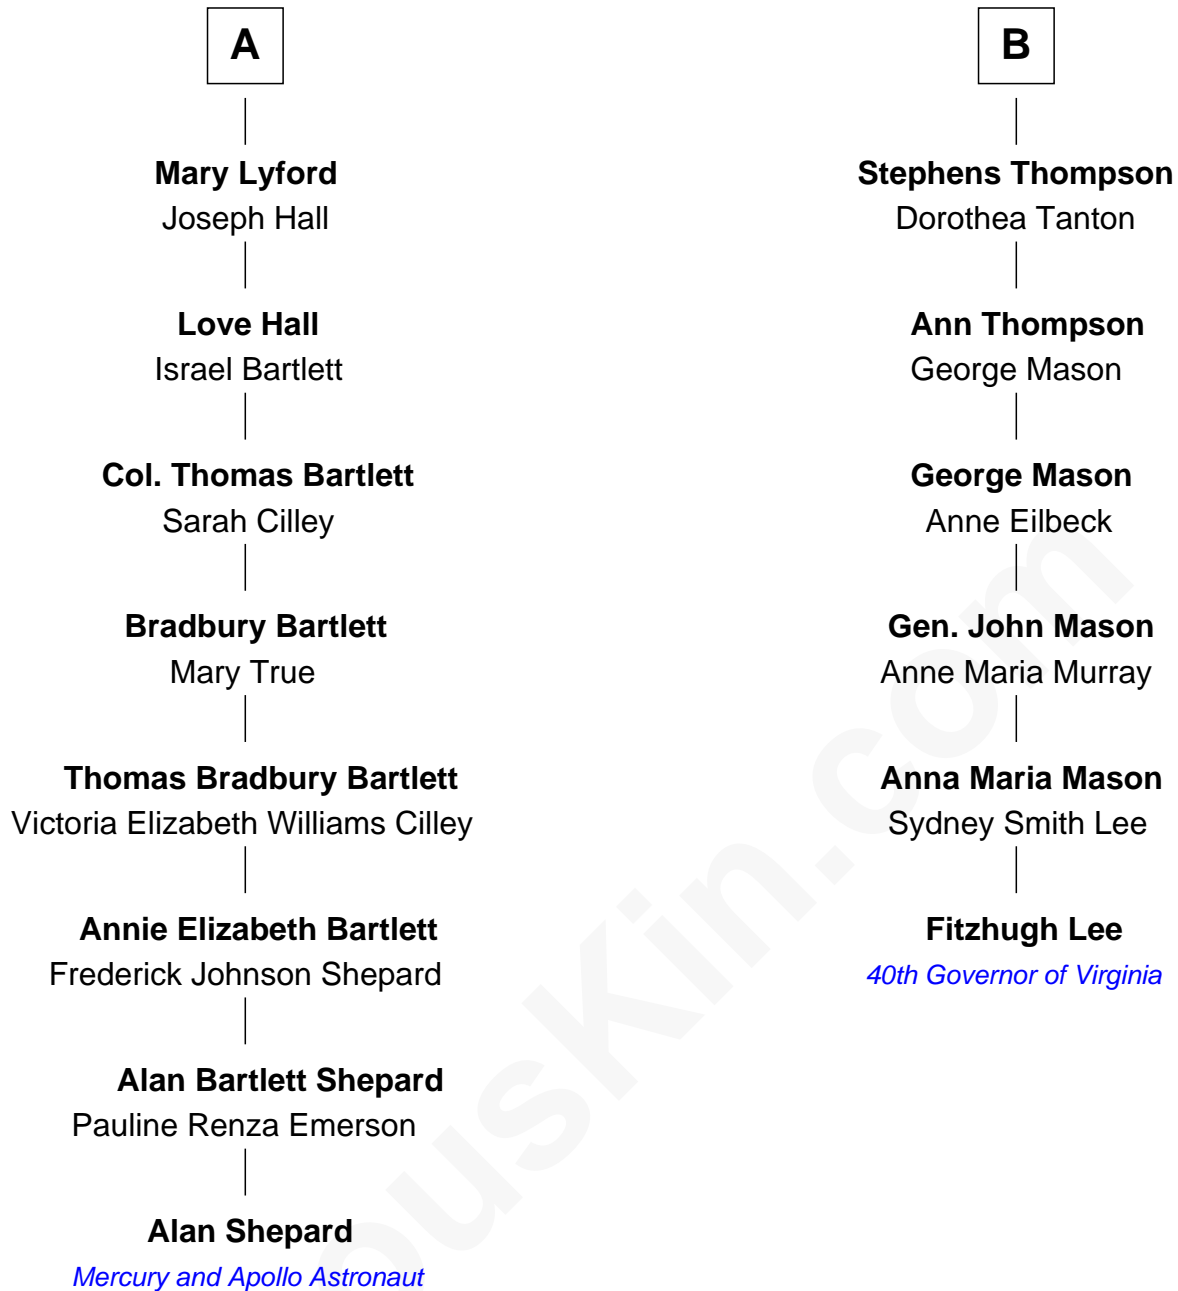 A
Mary Lyford
Joseph Hall
Love Hall
Israel Bartlett
Col. Thomas Bartlett
Sarah Cilley
Bradbury Bartlett
Mary True
Thomas Bradbury Bartlett
Victoria Elizabeth Williams Cilley
Annie Elizabeth Bartlett
Frederick Johnson Shepard
Alan Bartlett Shepard
Pauline Renza Emerson
Alan Shepard
Mercury and Apollo Astronaut
B
Stephens Thompson
Dorothea Tanton
Ann Thompson
George Mason
George Mason
Anne Eilbeck
Gen. John Mason
Anne Maria Murray
Anna Maria Mason
Sydney Smith Lee
Fitzhugh Lee
40th Governor of Virginia
ousKin.com